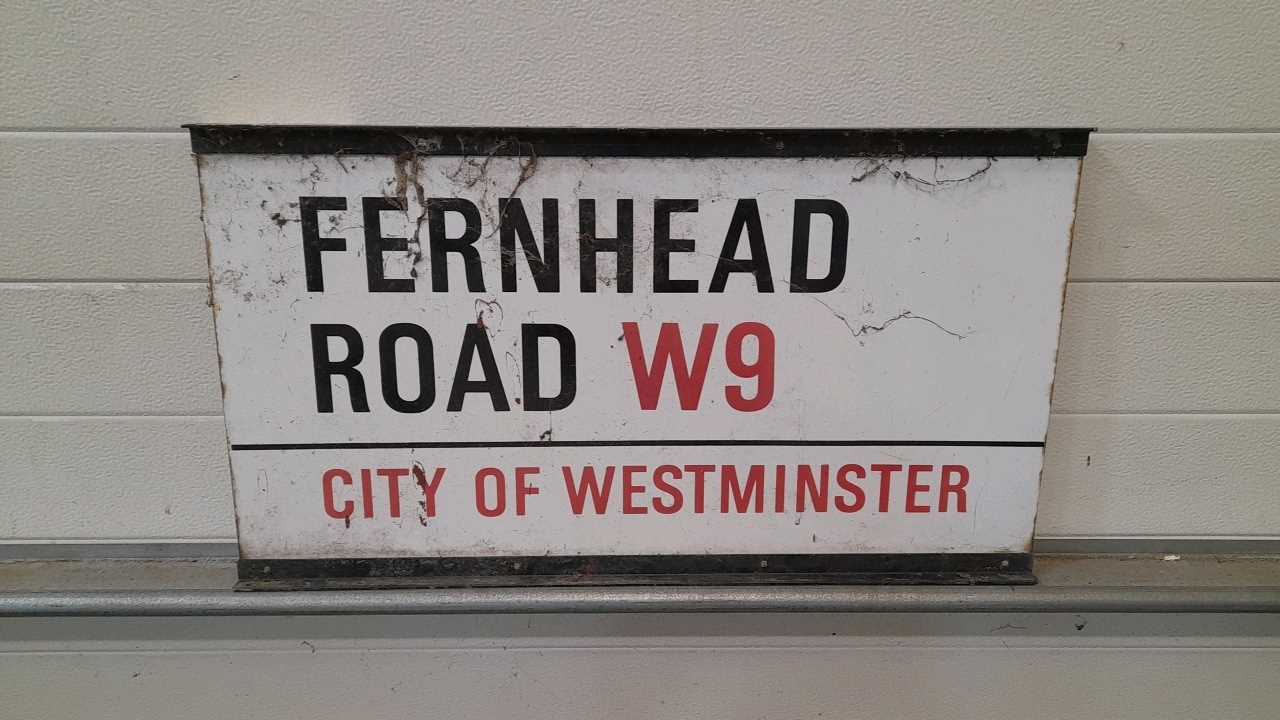 FERNHEAD
ROAD W9
CITY OF WESTMINSTER